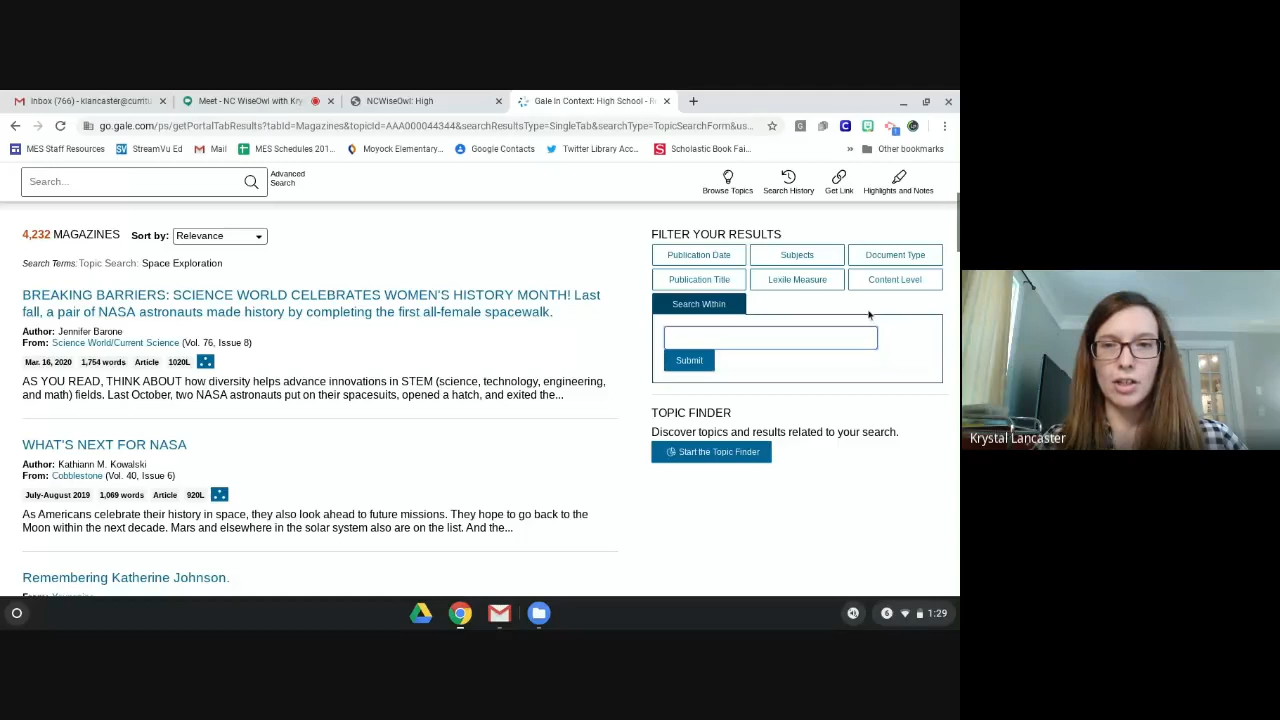 Inbox (766) - klancaster@curritu
Meet - NC WiseOwl with Kry
NCWiseOwl: High
Gale In Context: High School - R
go.gale.com/ps/getPortalTabResults?tabId=Magazines&topicId=AAA000044344&searchResultsType=SingleTab&searchType=TopicSearchForm&us...
MES Staff Resources
StreamVu Ed
Mail
MES Schedules 201...
Moyock Elementary...
Google Contacts
Twitter Library Acc...
Scholastic Book Fai...
»
Other bookmarks
Search...
Advanced
Search
Browse Topics
Search History
Get Link
Highlights and Notes
4,232 MAGAZINES
Sort by:
Relevance
Search Terms: Topic Search: Space Exploration
BREAKING BARRIERS: SCIENCE WORLD CELEBRATES WOMEN'S HISTORY MONTH! Last
fall, a pair of NASA astronauts made history by completing the first all-female spacewalk.
Author: Jennifer Barone
From: Science World/Current Science (Vol. 76, Issue 8)
Mar. 16, 2020 1,754 words Article 1020L
AS YOU READ, THINK ABOUT how diversity helps advance innovations in STEM (science, technology, engineering,
and math) fields. Last October, two NASA astronauts put on their spacesuits, opened a hatch, and exited the...
WHAT'S NEXT FOR NASA
Author: Kathiann M. Kowalski
From: Cobblestone (Vol. 40, Issue 6)
July-August 2019 1,069 words Article 920L
As Americans celebrate their history in space, they also look ahead to future missions. They hope to go back to the
Moon within the next decade. Mars and elsewhere in the solar system also are on the list. And the...
Remembering Katherine Johnson.
FILTER YOUR RESULTS
Publication Date
Subjects
Document Type
Publication Title
Lexile Measure
Content Level
Search Within
Submit
TOPIC FINDER
Discover topics and results related to your search.
Start the Topic Finder
Krystal Lancaster
6
1:29